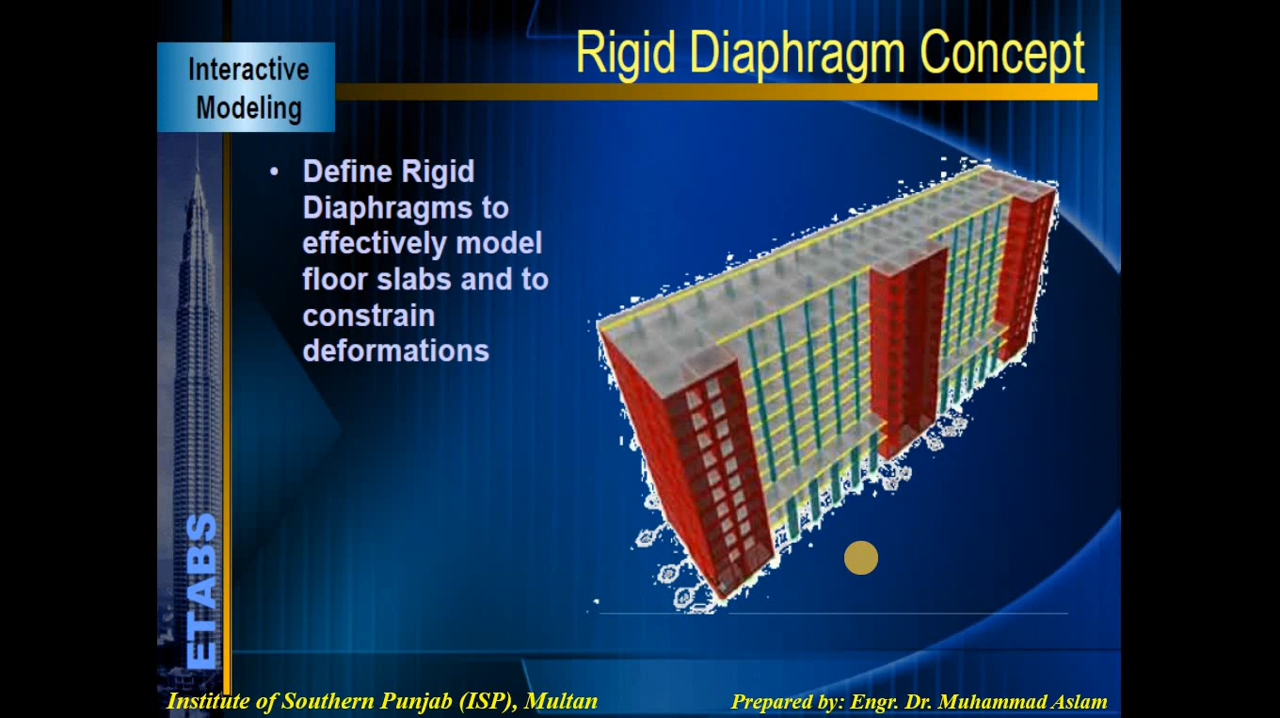 Rigid Diaphragm Concept
Interactive
Modeling
• Define Rigid
Diaphragms to
effectively model
floor slabs and to
constrain
deformations
ETABS
Institute of Southern Punjab (ISP), Multan
Prepared by: Engr. Dr. Muhammad Aslam